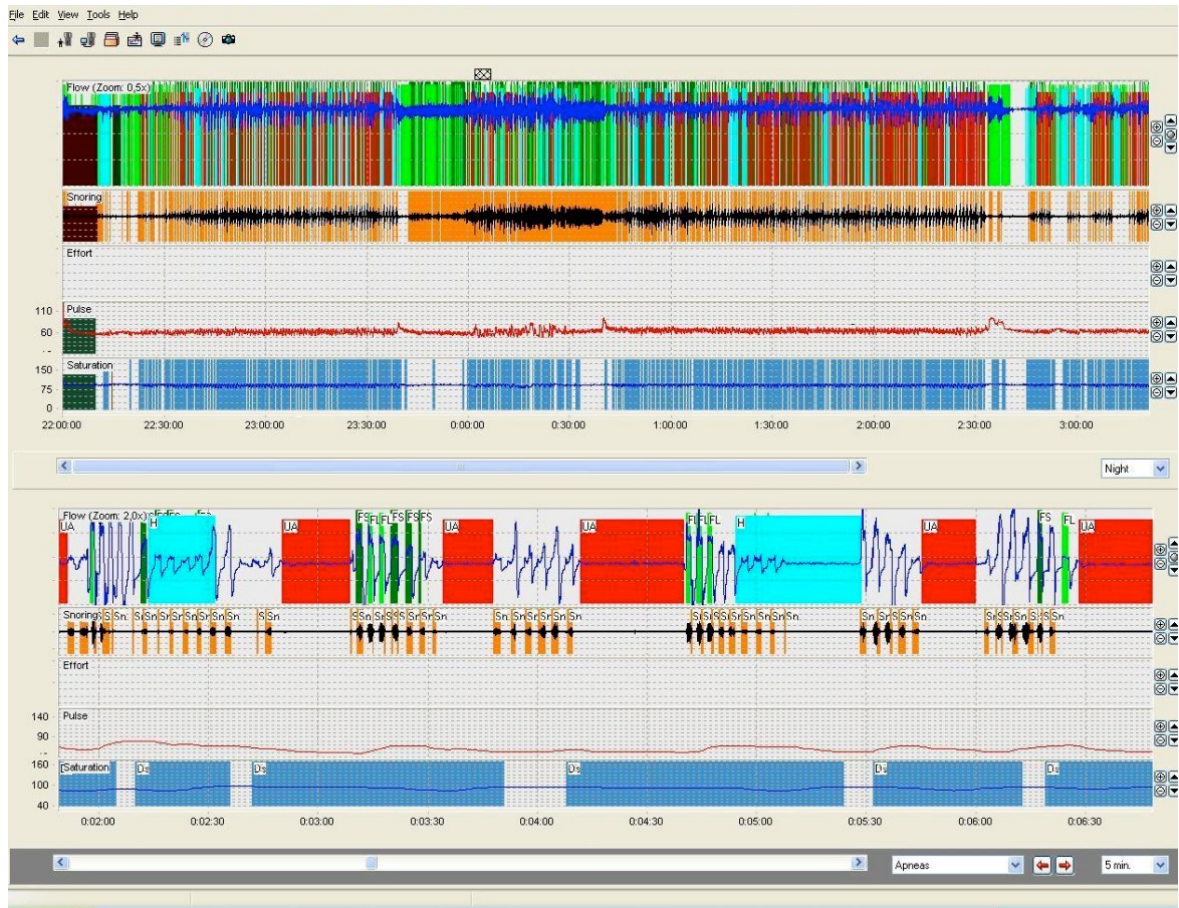 File Edit View Tools Help
Flow (Zoom: 0,5x)
Snoring
Effort
110
Pulse
60
Saturation
150
75
0
22:00:00 22:30:00 23:00:00 23:30:00 0:00:00 0:30:00 1:00:00 1:30:00 2:00:00 2:30:00 3:00:00
Night
Flow (Zoom: 2,0x)
UA H UA FS FL FL FS FS FS UA UA FL FL FL H UA FS FL UA
Snoring
Effort
140
Pulse
90
Saturation Ds Ds Ds Ds Ds
160
100
40
0:02:00 0:02:30 0:03:00 0:03:30 0:04:00 0:04:30 0:05:00 0:05:30 0:06:00 0:06:30
Apneas 5 min.